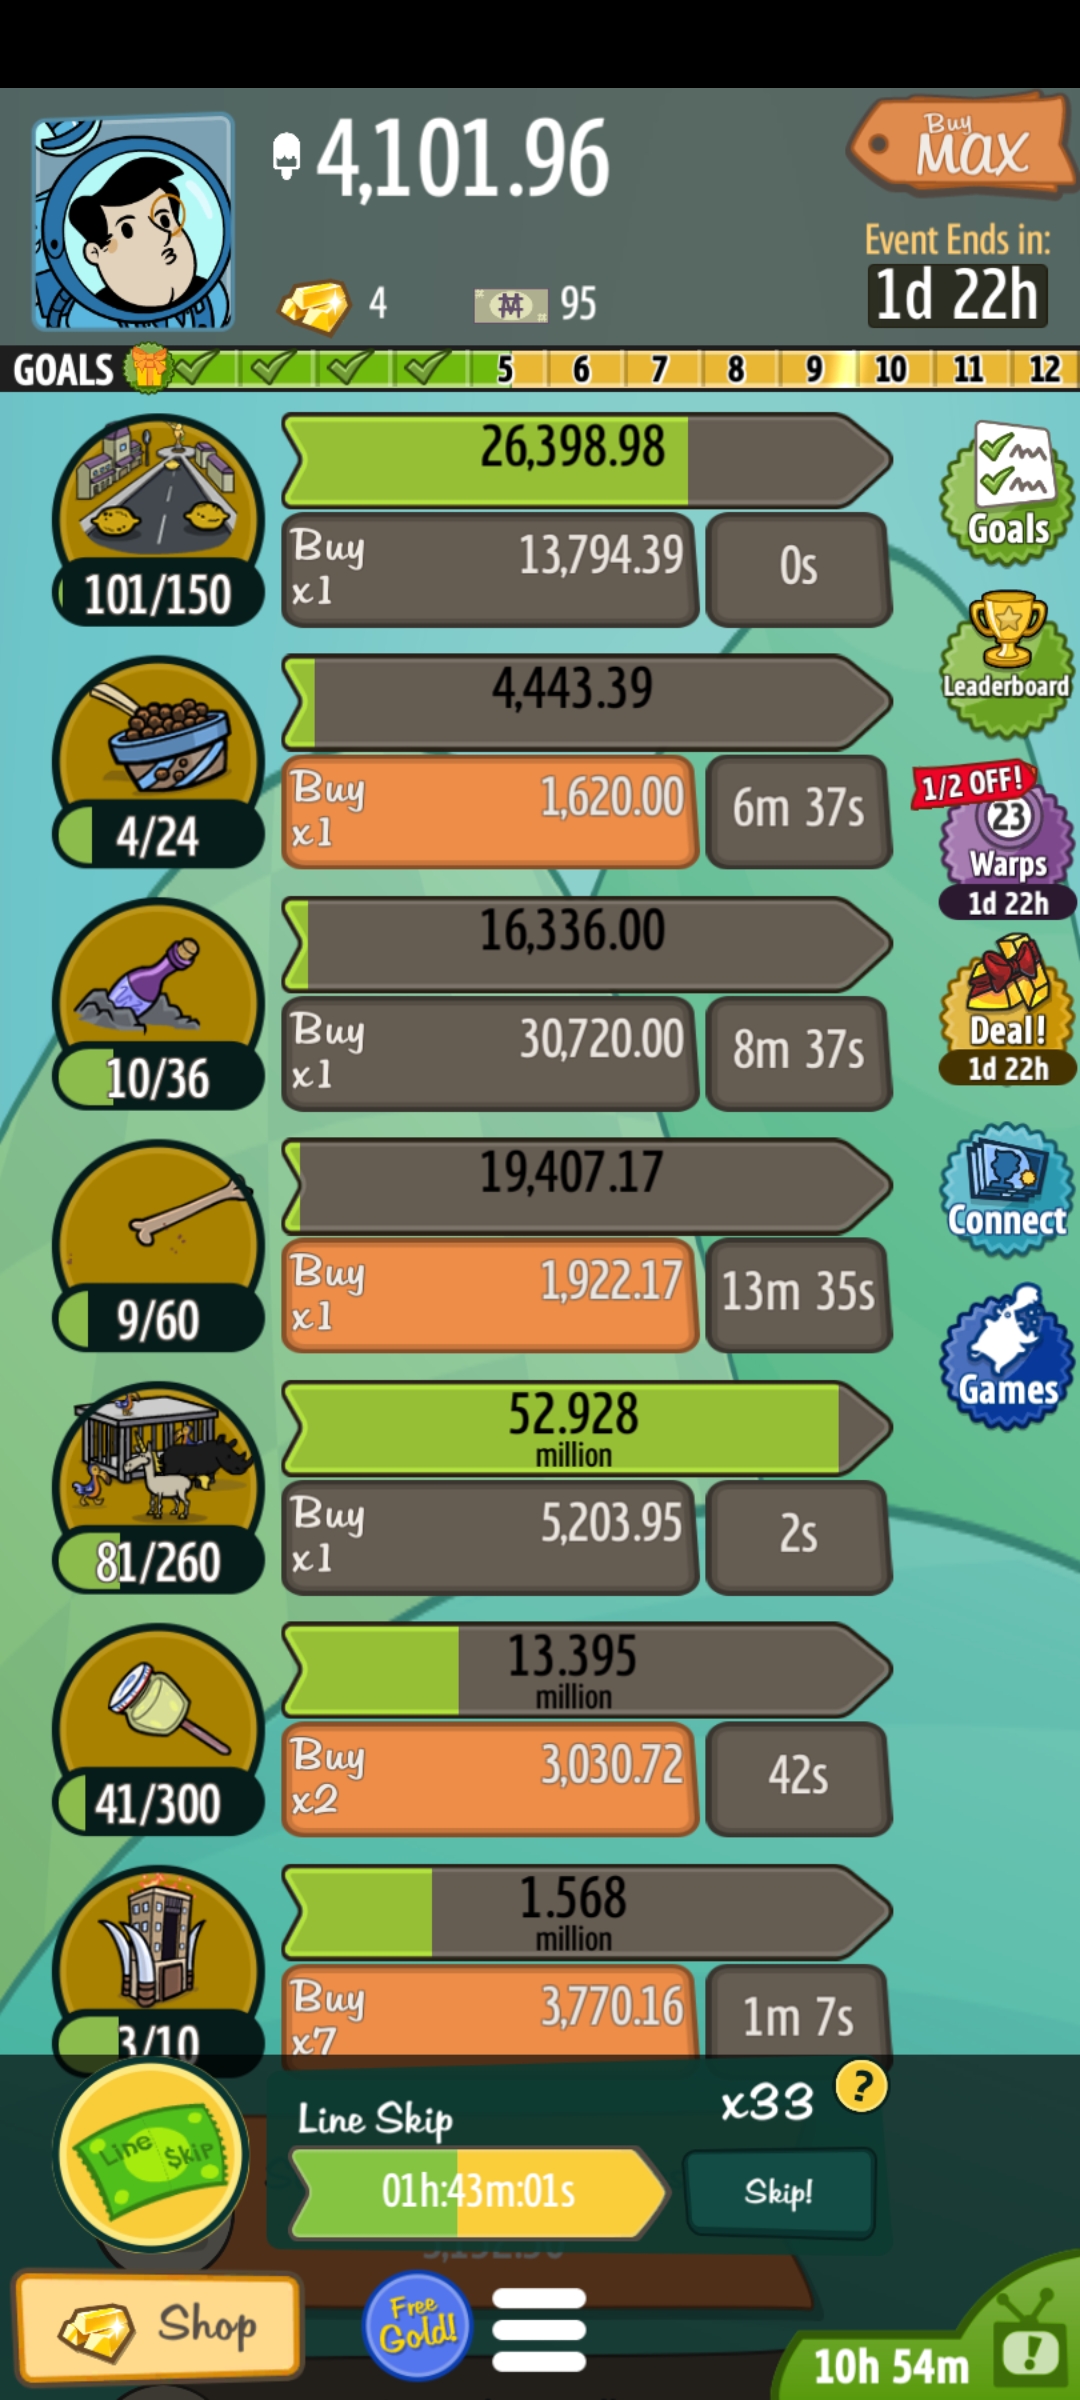 4,101.96
Buy
MAX
Event Ends in:
1d 22h
4
95
GOALS
5 6 7 8 9 10 11 12
26,398.98
Buy
x1
13,794.39
0s
101/150
Goals
4,443.39
Buy
x1
1,620.00
6m 37s
4/24
Leaderboard
1/2 OFF!
23
Warps
1d 22h
16,336.00
Buy
x1
30,720.00
8m 37s
10/36
Deal!
1d 22h
19,407.17
Buy
x1
1,922.17
13m 35s
9/60
Connect
Games
52.928
million
Buy
x1
5,203.95
2s
81/260
13.395
million
Buy
x2
3,030.72
42s
41/300
1.568
million
Buy
x7
3,770.16
1m 7s
3/10
Line Skip
Line $kip
x33
?
01h:43m:01s
Skip!
Shop
Free
Gold!
10h 54m